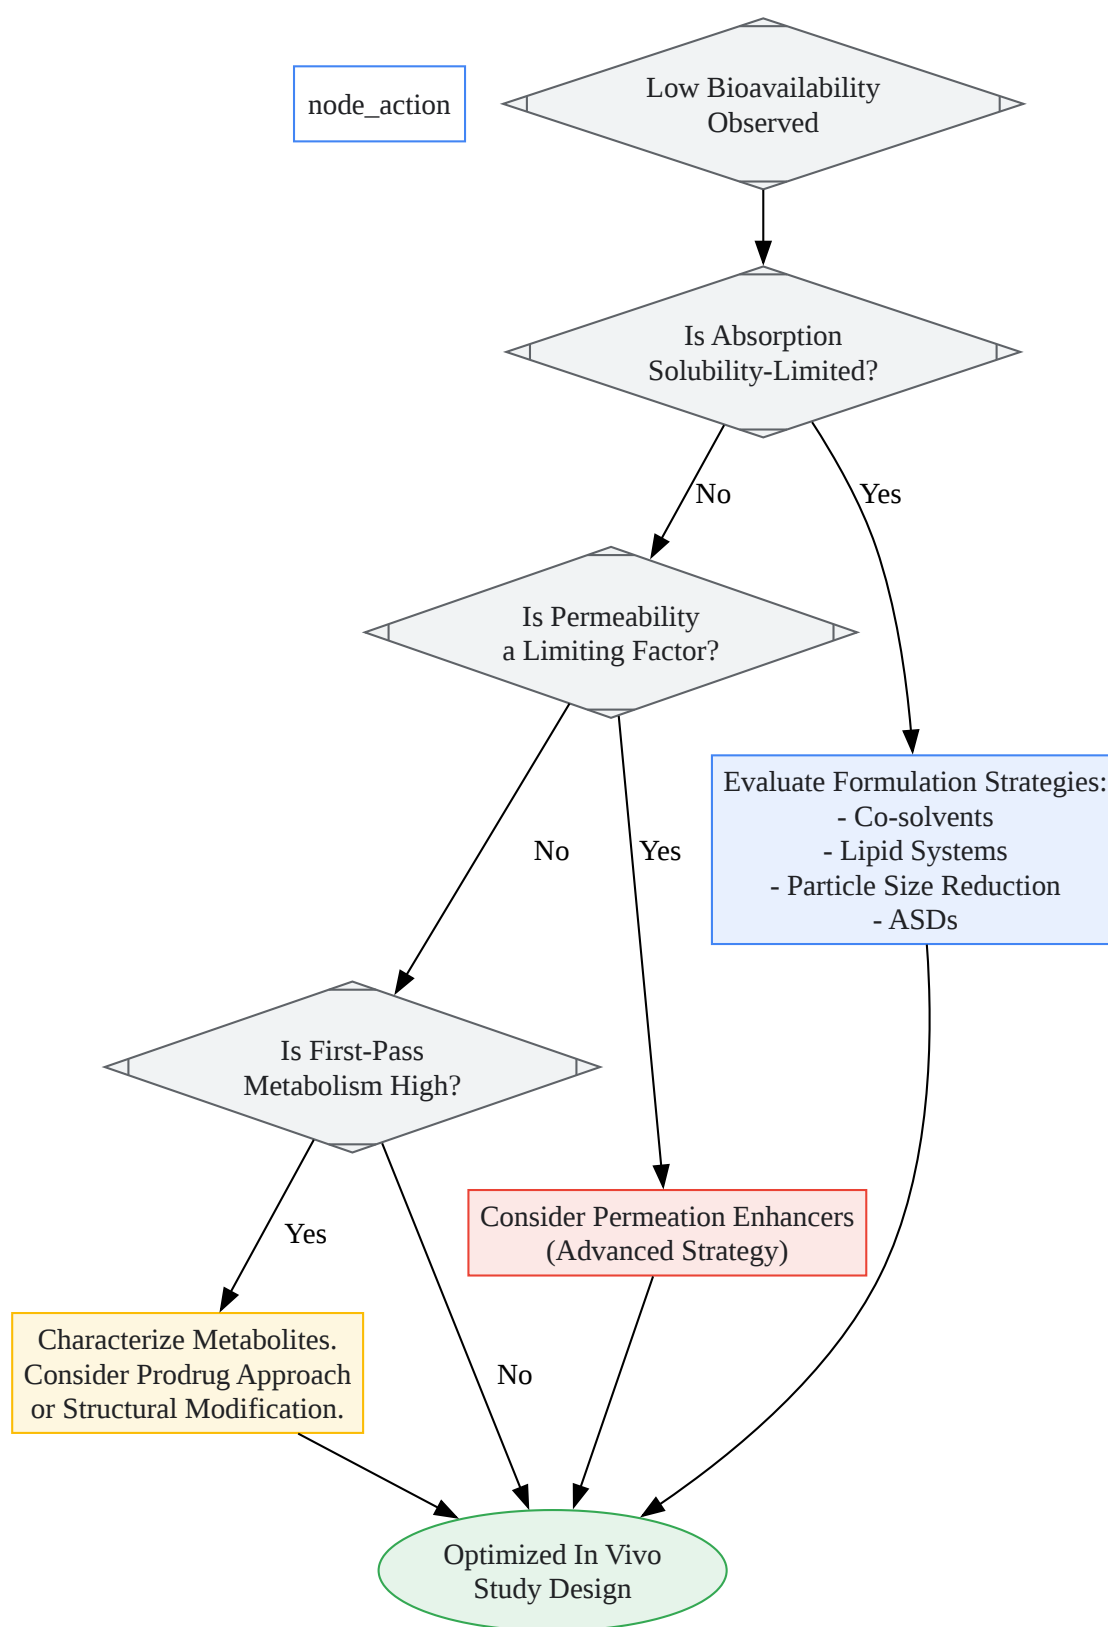 node_action
Low Bioavailability
Observed
Is Absorption
Solubility-Limited?
No
Yes
Is Permeability
a Limiting Factor?
No
Yes
Evaluate Formulation Strategies:
- Co-solvents
- Lipid Systems
- Particle Size Reduction
- ASDs
Is First-Pass
Metabolism High?
Yes
No
Consider Permeation Enhancers
(Advanced Strategy)
Characterize Metabolites.
Consider Prodrug Approach
or Structural Modification.
Optimized In Vivo
Study Design